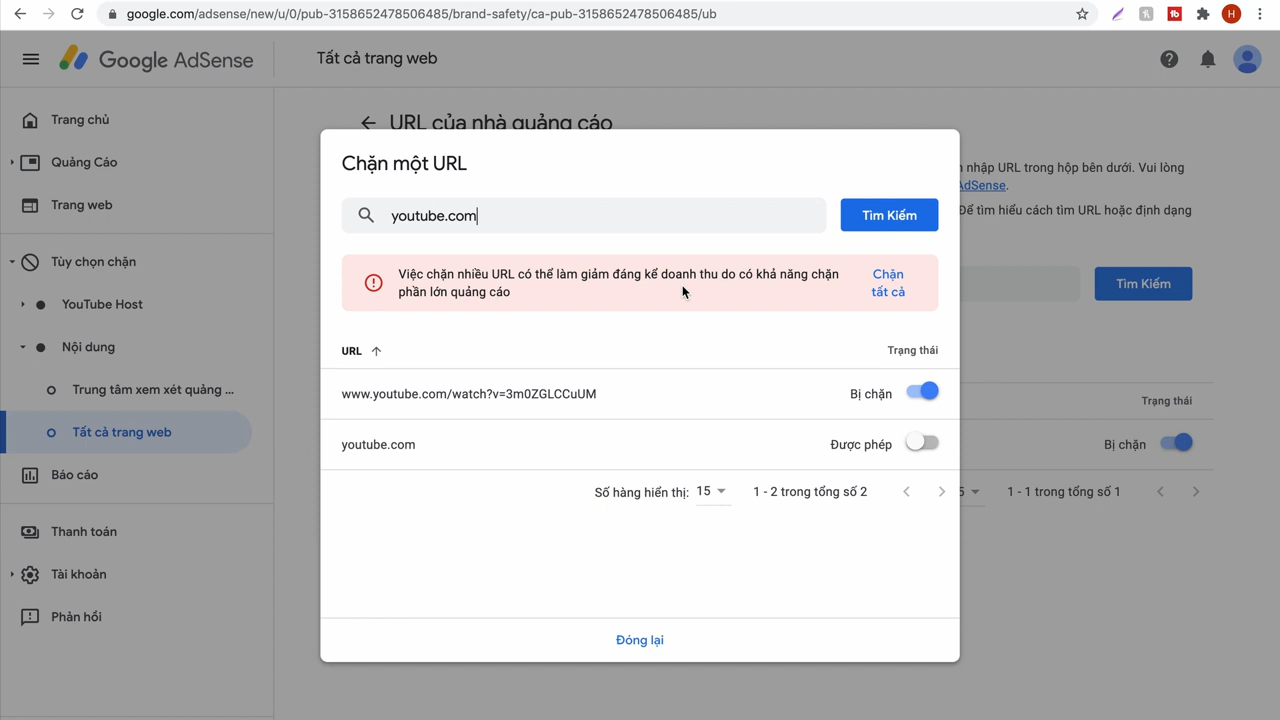 google.com/adsense/new/u/0/pub-3158652478506485/brand-safety/ca-pub-3158652478506485/ub
H
Google AdSense
Tất cả trang web
Trang chủ
Quảng Cáo
Trang web
Tùy chọn chặn
YouTube Host
Nội dung
Trung tâm xem xét quảng ...
Tất cả trang web
Báo cáo
Thanh toán
Tài khoản
Phản hồi
URL của nhà quảng cáo
n nhập URL trong hộp bên dưới. Vui lòng
AdSense.
Để tìm hiểu cách tìm URL hoặc định dạng
Tìm Kiếm
Trạng thái
Bị chặn
5
1 - 1 trong tổng số 1
Chặn một URL
youtube.com
Tìm Kiếm
Việc chặn nhiều URL có thể làm giảm đáng kể doanh thu do có khả năng chặn
phần lớn quảng cáo
Chặn
tất cả
URL
Trạng thái
www.youtube.com/watch?v=3m0ZGLCCuUM
Bị chặn
youtube.com
Được phép
Số hàng hiển thị: 15
1 - 2 trong tổng số 2
Đóng lại